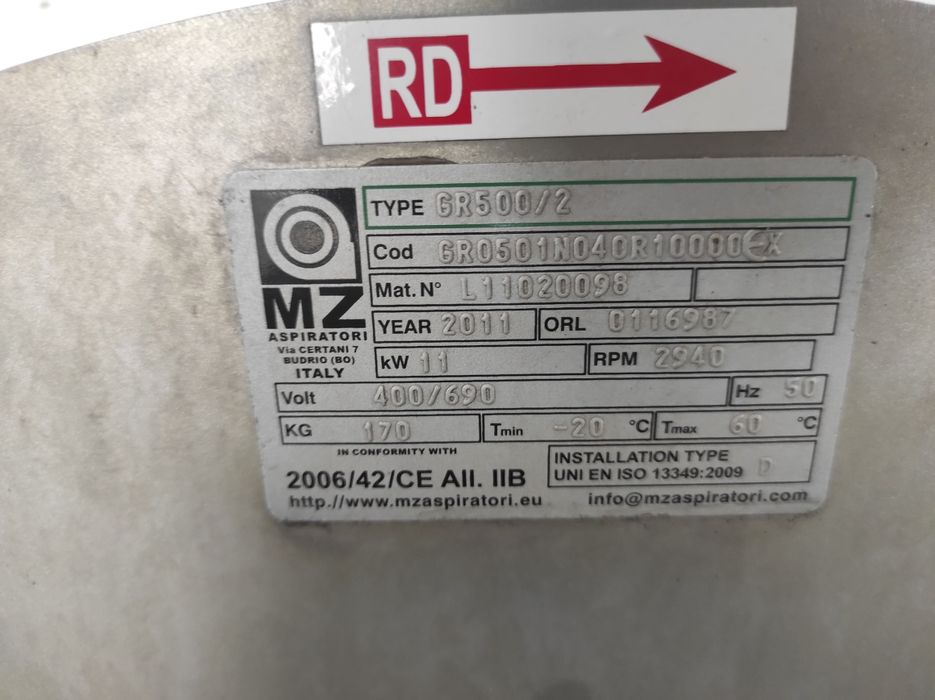 RD
TYPE GR500/2
Cod GR0501N040R10000
Mat. N° L11020098
MZ
ASPIRATORI
Via CERTANI 7
BUDRIO (BO)
ITALY
YEAR 2011 ORL 0116987
kW 11 RPM 2940
Volt 400/690 Hz 50
KG 170 Tmin -20 °C Tmax 60 °C
IN CONFORMITY WITH
2006/42/CE All. IIB
INSTALLATION TYPE
UNI EN ISO 13349:2009 D
http://www.mzaspiratori.eu info@mzaspiratori.com